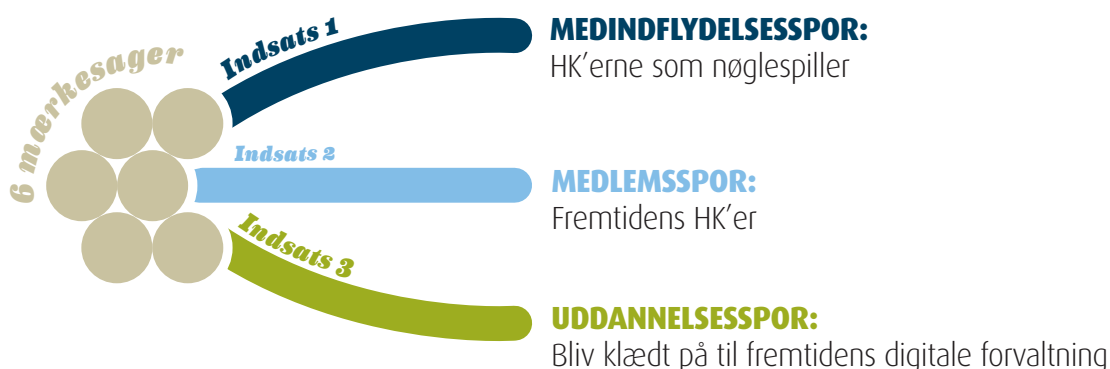 6 mærkesager
Indsats 1
MEDINDFLYDELSESSPOR:
HK’erne som nøglespiller
Indsats 2
MEDLEMSSPOR:
Fremtidens HK’er
Indsats 3
UDDANNELSESSPOR:
Bliv klædt på til fremtidens digitale forvaltning